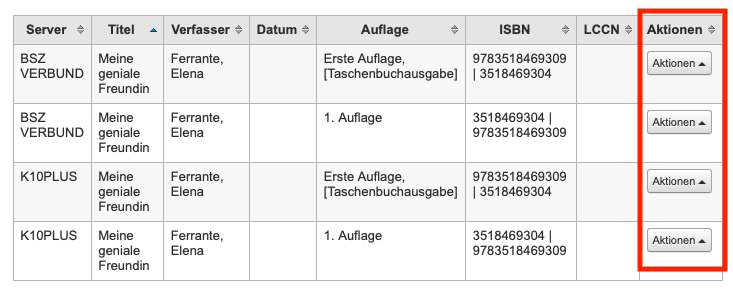 Server Titel Verfasser Datum Auflage ISBN LCCN Aktionen
BSZ VERBUND Meine geniale Freundin Ferrante, Elena Erste Auflage, [Taschenbuchausgabe] 9783518469309 | 3518469304 Aktionen
BSZ VERBUND Meine geniale Freundin Ferrante, Elena 1. Auflage 3518469304 | 9783518469309 Aktionen
K10PLUS Meine geniale Freundin Ferrante, Elena Erste Auflage, [Taschenbuchausgabe] 9783518469309 | 3518469304 Aktionen
K10PLUS Meine geniale Freundin Ferrante, Elena 1. Auflage 3518469304 | 9783518469309 Aktionen